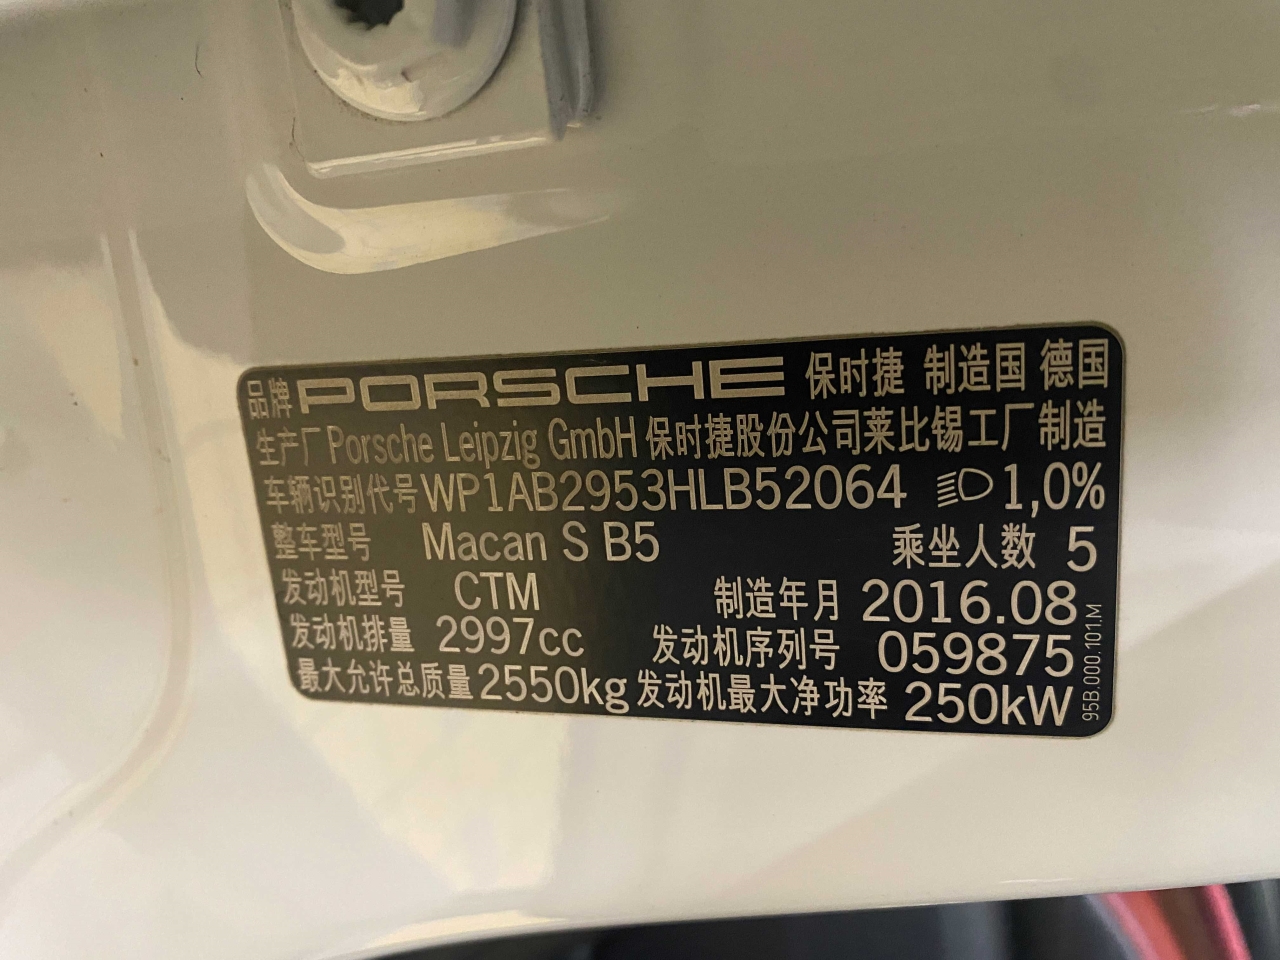 品牌 PORSCHE 保时捷 制造国 德国
生产厂 Porsche Leipzig GmbH 保时捷股份公司莱比锡工厂制造
车辆识别代号 WP1AB2953HLB52064 1,0%
整车型号 Macan S B5 乘坐人数 5
发动机型号 CTM 制造年月 2016.08
发动机排量 2997cc 发动机序列号 059875
最大允许总质量 2550kg 发动机最大净功率 250kW
95B.000.101.M